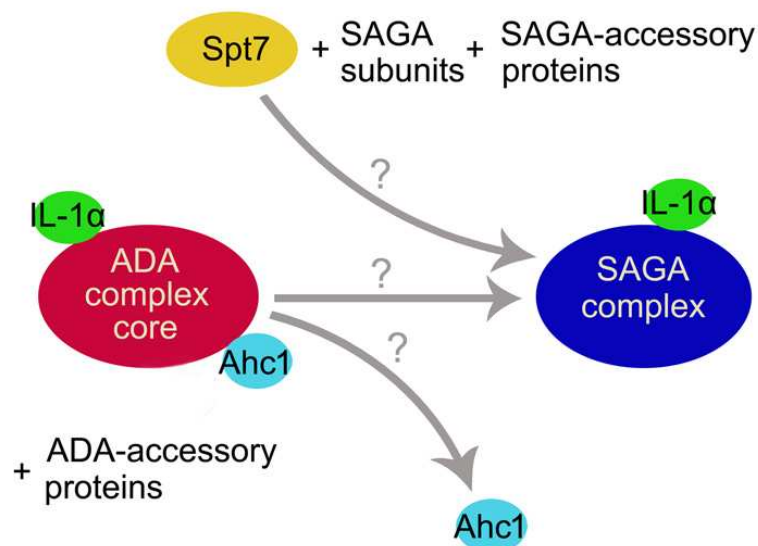 Spt7 + SAGA + SAGA-accessory
subunits proteins
?
IL-1α
IL-1α
ADA
complex
core
?
SAGA
complex
?
Ahc1
+ ADA-accessory
proteins
Ahc1